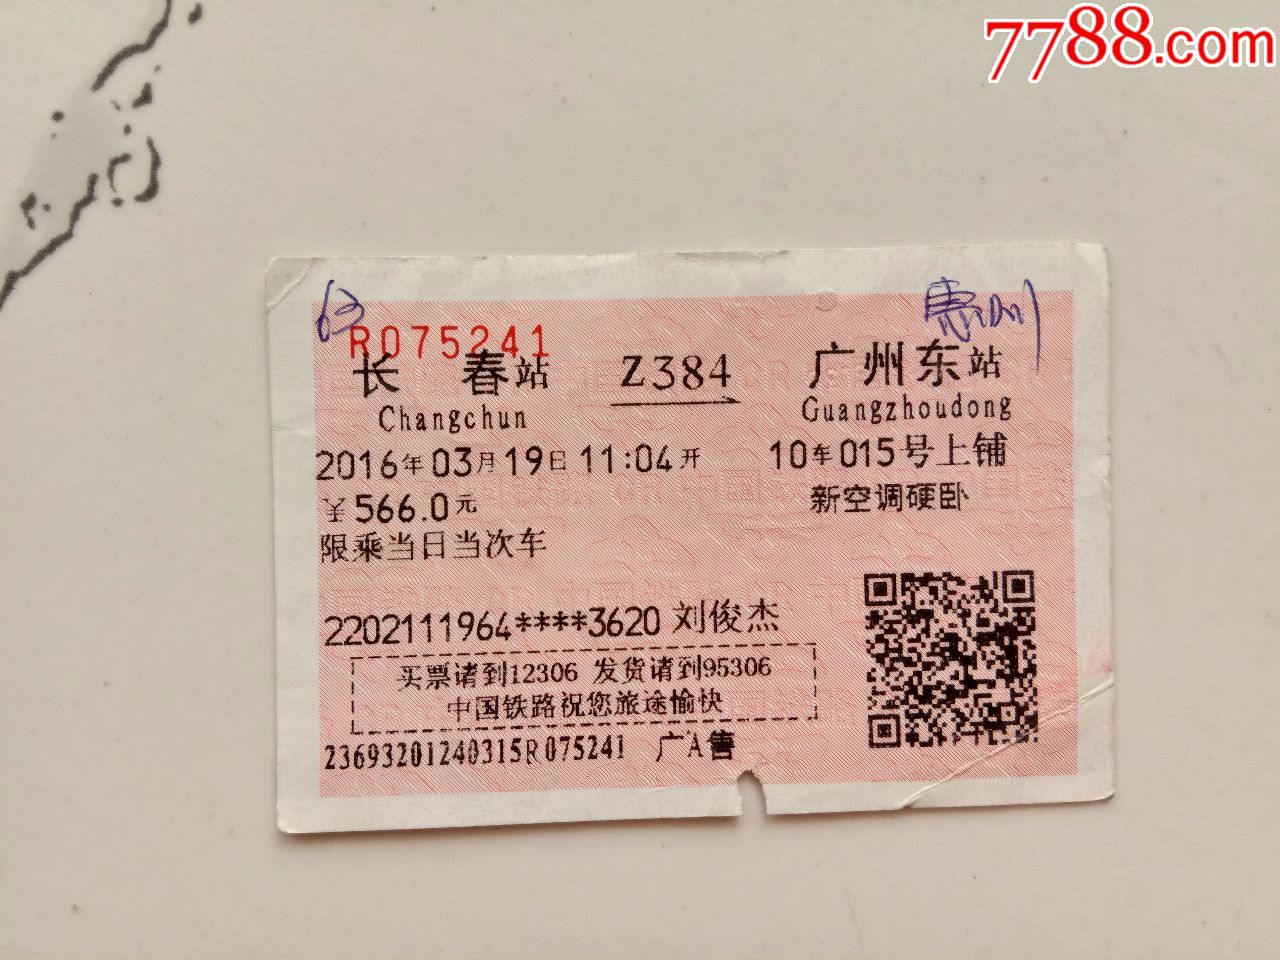 7788.com
63
惠州
R075241
长 春站 Z384 广州东站
Changchun Guangzhoudong
2016年03月19日11:04开 10车015号上铺
¥566.0元 新空调硬卧
限乘当日当次车
2202111964****3620 刘俊杰
买票请到12306 发货请到95306
中国铁路祝您旅途愉快
23693201240315R075241 广A售